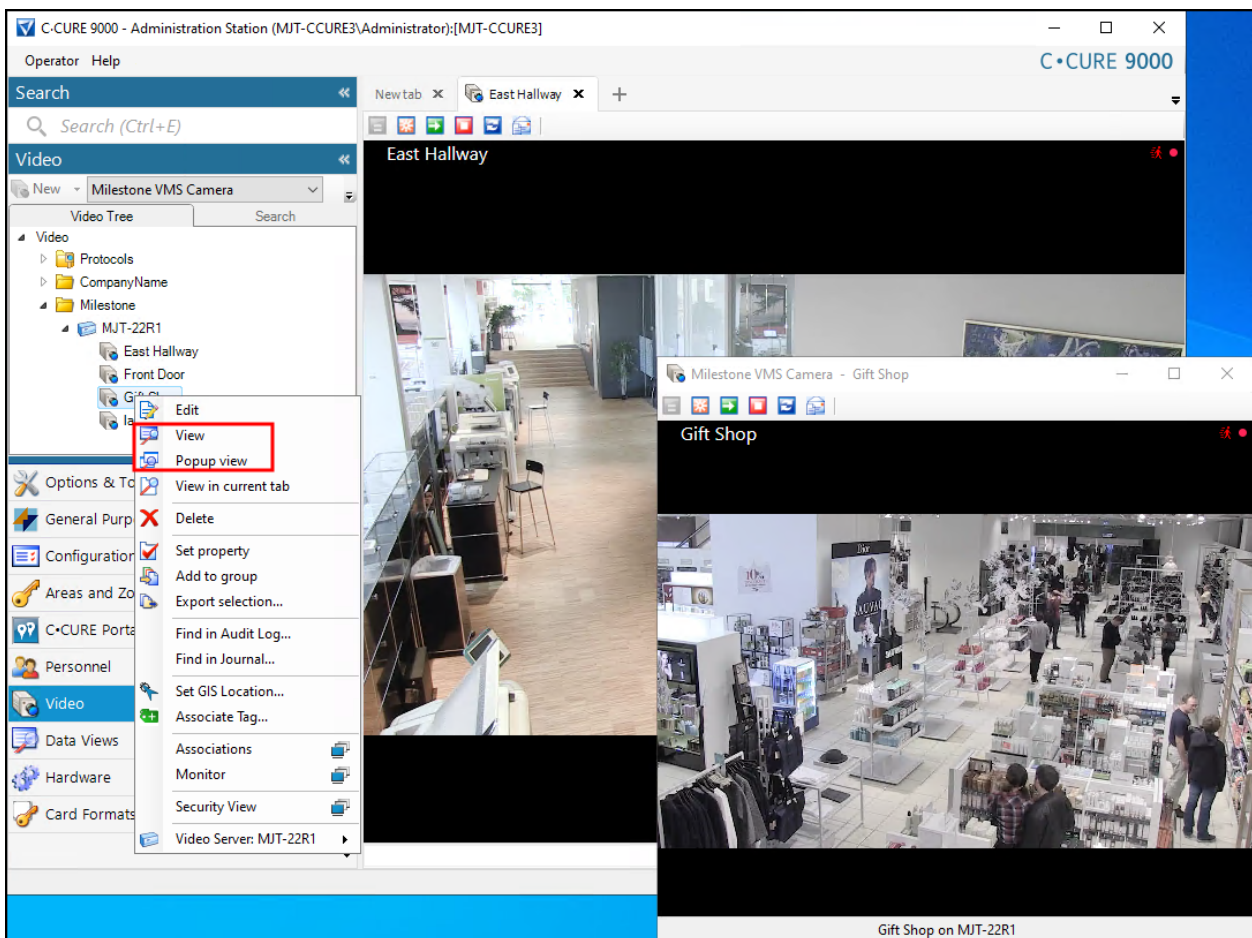 C•CURE 9000 - Administration Station (MJT-CCURE3\Administrator):[MJT-CCURE3]
Operator Help
C•CURE 9000
Search
Search (Ctrl+E)
Video
New
Milestone VMS Camera
Video Tree
Search
Video
Protocols
CompanyName
Milestone
MJT-22R1
East Hallway
Front Door
Options & To
General Purp
Configuration
Areas and Zo
C•CURE Porta
Personnel
Video
Data Views
Hardware
Card Formats
Edit
View
Popup view
View in current tab
Delete
Set property
Add to group
Export selection...
Find in Audit Log...
Find in Journal...
Set GIS Location...
Associate Tag...
Associations
Monitor
Security View
Video Server: MJT-22R1
New tab
East Hallway
East Hallway
Milestone VMS Camera - Gift Shop
Gift Shop
Dior
Gift Shop on MJT-22R1